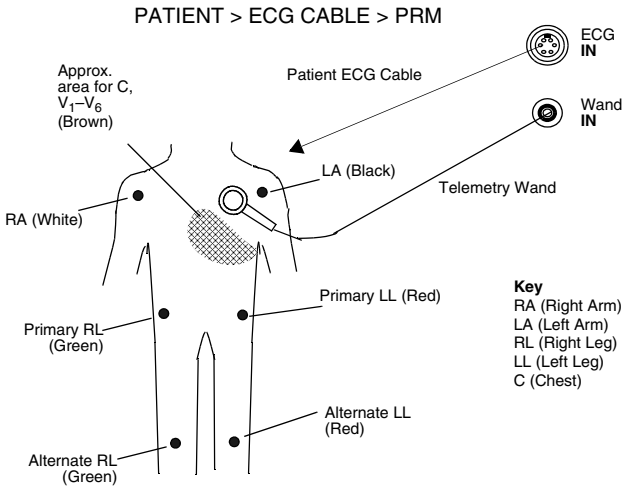 PATIENT > ECG CABLE > PRM
ECG
IN
Approx.
area for C,
V1–V6
(Brown)
Patient ECG Cable
Wand
IN
LA (Black)
Telemetry Wand
RA (White)
Primary LL (Red)
Primary RL
(Green)
Key
RA (Right Arm)
LA (Left Arm)
RL (Right Leg)
LL (Left Leg)
C (Chest)
Alternate LL
(Red)
Alternate RL
(Green)